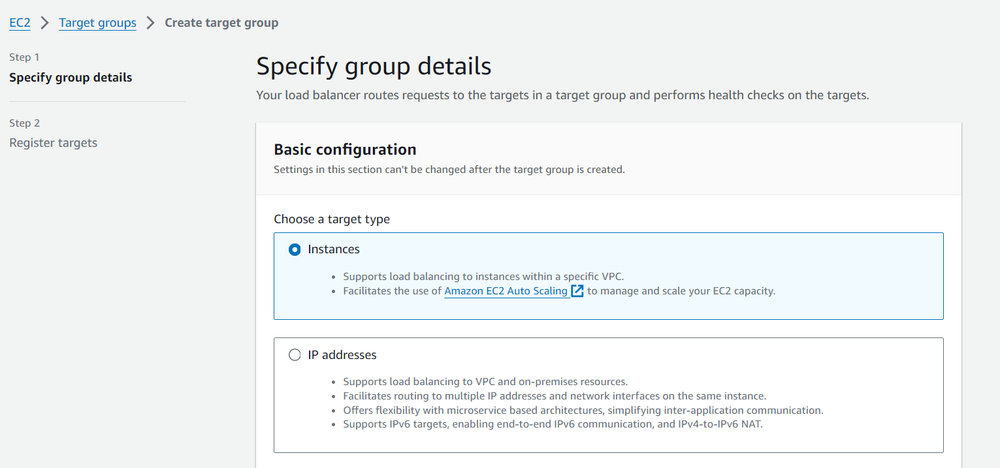 EC2 > Target groups > Create target group
Step 1
Specify group details
Step 2
Register targets
Specify group details
Your load balancer routes requests to the targets in a target group and performs health checks on the targets.
Basic configuration
Settings in this section can't be changed after the target group is created.
Choose a target type
Instances
• Supports load balancing to instances within a specific VPC.
• Facilitates the use of Amazon EC2 Auto Scaling to manage and scale your EC2 capacity.
IP addresses
• Supports load balancing to VPC and on-premises resources.
• Facilitates routing to multiple IP addresses and network interfaces on the same instance.
• Offers flexibility with microservice based architectures, simplifying inter-application communication.
• Supports IPv6 targets, enabling end-to-end IPv6 communication, and IPv4-to-IPv6 NAT.